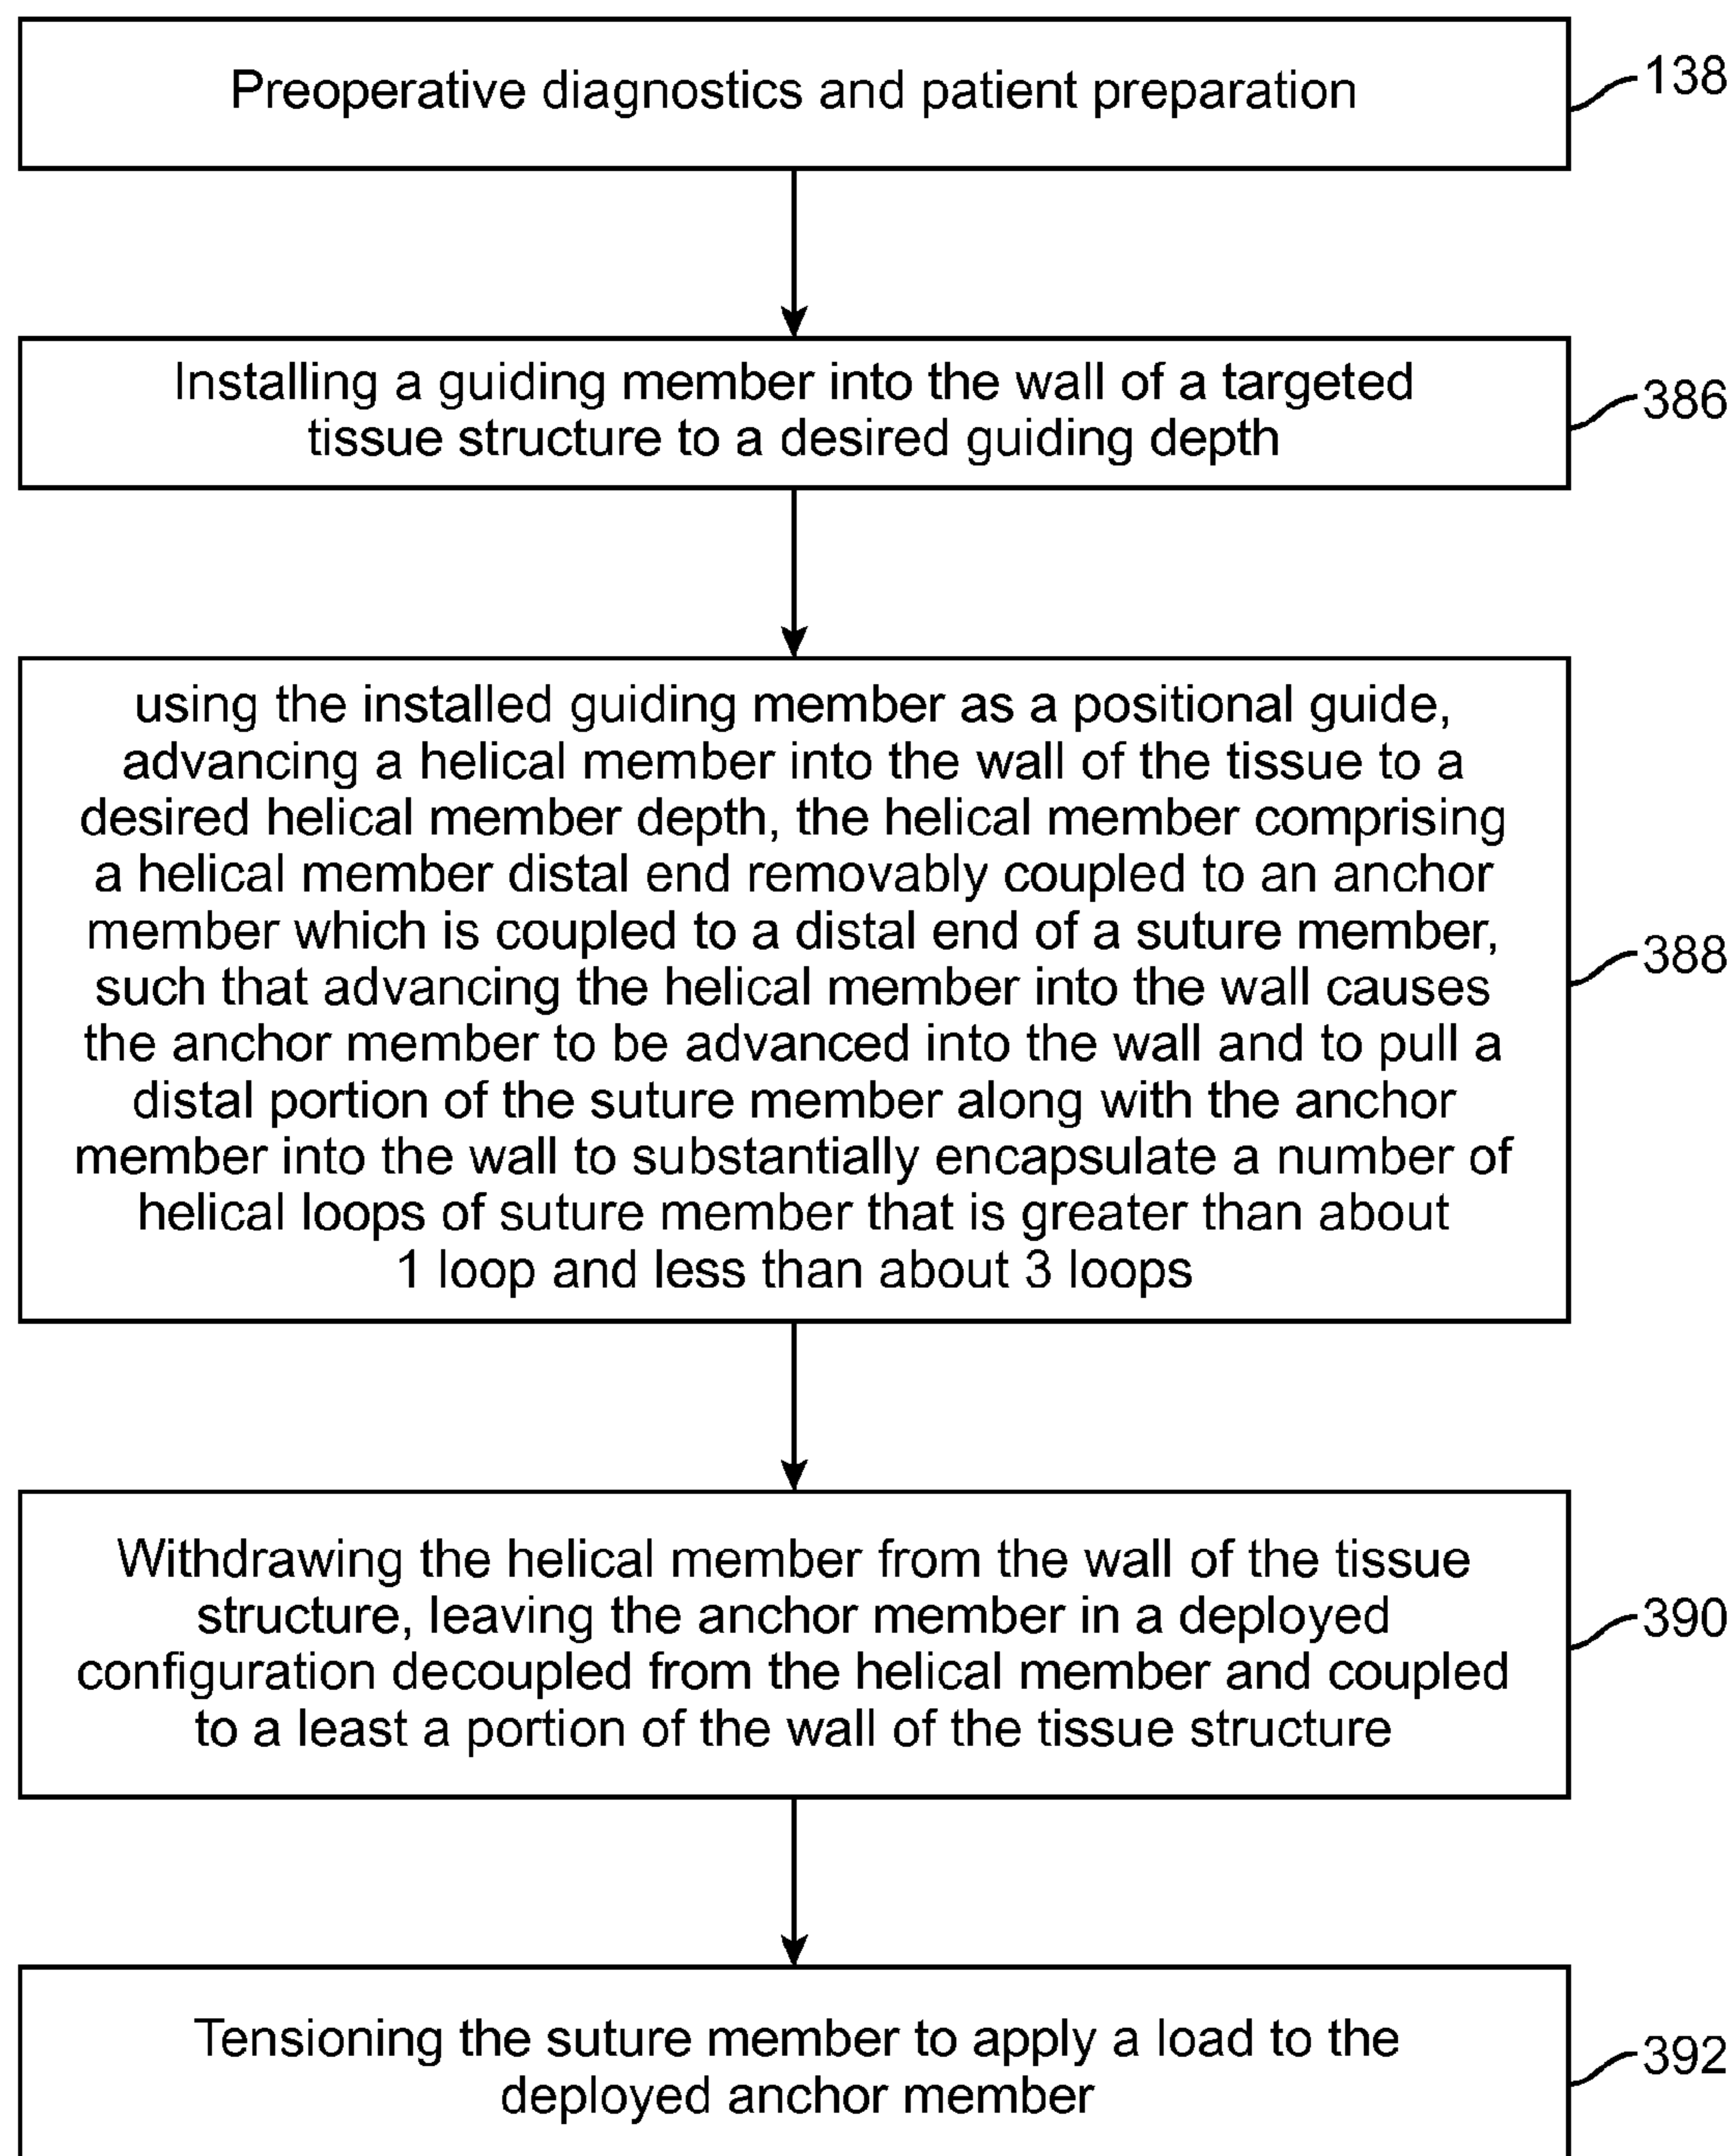 Preoperative diagnostics and patient preparation
138
Installing a guiding member into the wall of a targeted
tissue structure to a desired guiding depth
386
using the installed guiding member as a positional guide,
advancing a helical member into the wall of the tissue to a
desired helical member depth, the helical member comprising
a helical member distal end removably coupled to an anchor
member which is coupled to a distal end of a suture member,
such that advancing the helical member into the wall causes
the anchor member to be advanced into the wall and to pull a
distal portion of the suture member along with the anchor
member into the wall to substantially encapsulate a number of
helical loops of suture member that is greater than about
1 loop and less than about 3 loops
388
Withdrawing the helical member from the wall of the tissue
structure, leaving the anchor member in a deployed
configuration decoupled from the helical member and coupled
to a least a portion of the wall of the tissue structure
390
Tensioning the suture member to apply a load to the
deployed anchor member
392